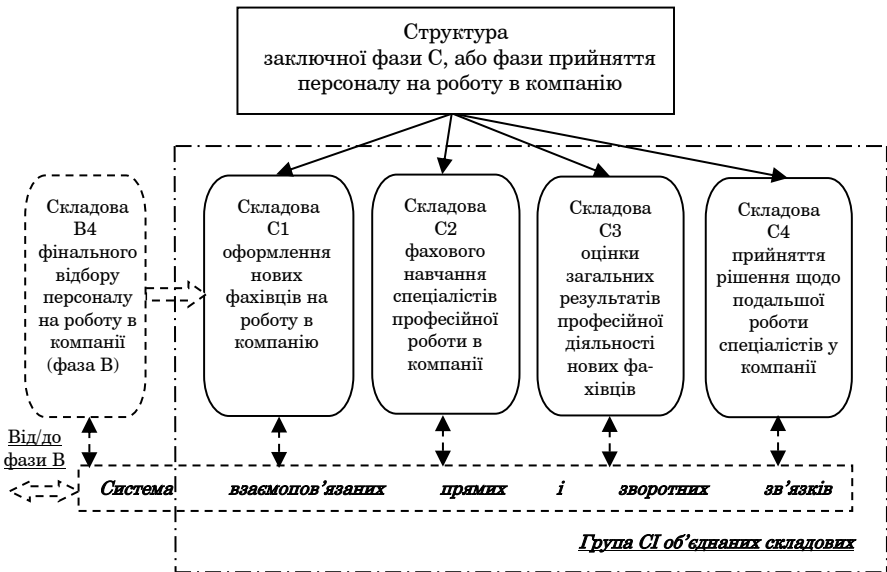 Структура
заключної фази С, або фази прийняття
персоналу на роботу в компанію
Складова
В4
фінального
відбору
персоналу
на роботу в
компанії
(фаза В)
Складова
С1
оформлення
нових
фахівців на
роботу в
компанію
Складова
С2
фахового
навчання
спеціалістів
професійної
роботи в
компанії
Складова
С3
оцінки
загальних
результатів
професійної
діяльності
нових фа-
хівців
Складова
С4
прийняття
рішення щодо
подальшої
роботи
спеціалістів у
компанії
Від/до
фази В
Система взаємопов’язаних прямих і зворотних зв’язків
Група СІ об’єднаних складових